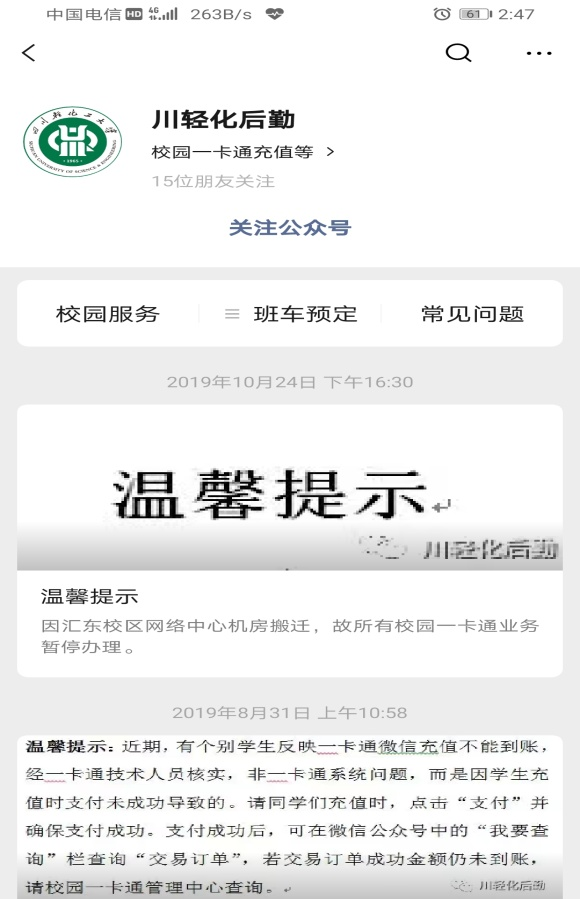 中国电信 HD 4G 263B/s 61 2:47
川轻化后勤
校园一卡通充值等 >
15位朋友关注
关注公众号
校园服务 班车预定 常见问题
2019年10月24日 下午16:30
温馨提示
川轻化后勤
温馨提示
因汇东校区网络中心机房搬迁，故所有校园一卡通业务
暂停办理。
2019年8月31日 上午10:58
温馨提示：近期，有个别学生反映一卡通微信充值不能到账，
经一卡通技术人员核实，非一卡通系统问题，而是因学生充
值时支付未成功导致的。请同学们充值时，点击“支付”并
确保支付成功。支付成功后，可在微信公众号中的“我要查
询”栏查询“交易订单”，若交易订单成功金额仍未到账，
请校园一卡通管理中心查询。
川轻化后勤